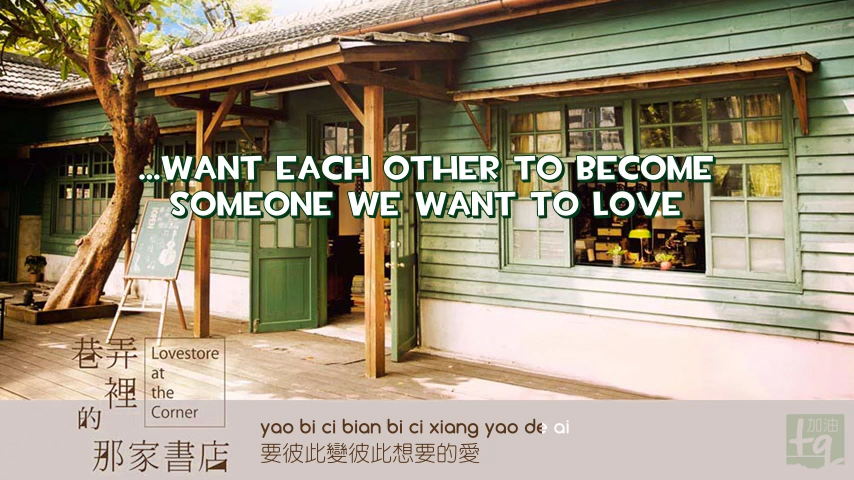 ...WANT EACH OTHER TO BECOME
SOMEONE WE WANT TO LOVE
巷弄裡的
那家書店
Lovestore
at
the
Corner
yao bi ci bian bi ci xiang yao de ai
要彼此變彼此想要的愛
加油
tg